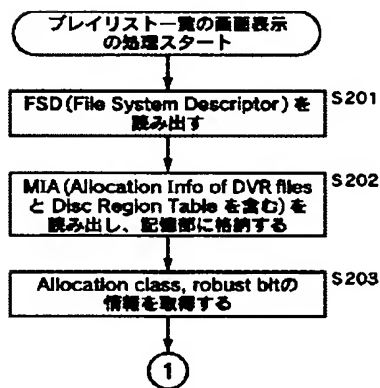 プレイリスト一覧の画面表示
の処理スタート
FSD(File System Descriptor)を
読み出す
S201
MIA(Allocation Info of DVR files
と Disc Region Table を含む)を
読み出し、記憶部に格納する
S202
Allocation class, robust bitの
情報を取得する
S203
1